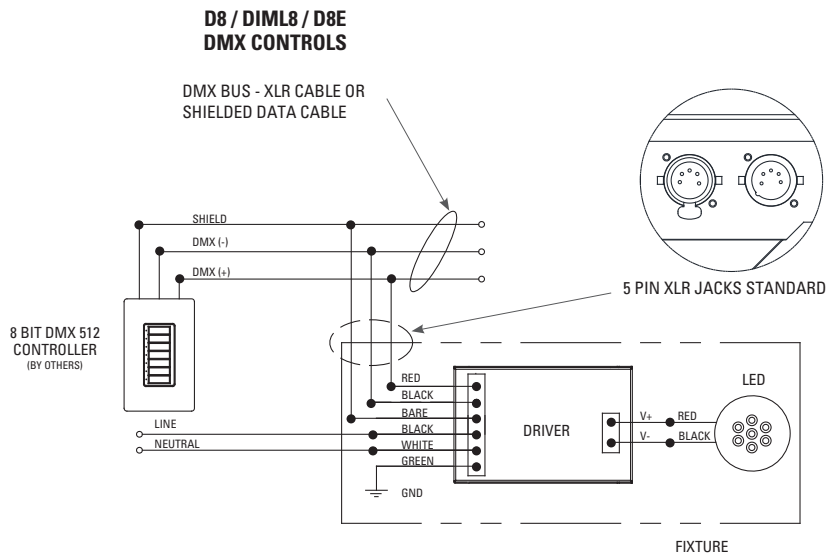 D8 / DIML8 / D8E
DMX CONTROLS
DMX BUS - XLR CABLE OR
SHIELDED DATA CABLE
SHIELD
DMX (-)
DMX (+)
5 PIN XLR JACKS STANDARD
8 BIT DMX 512
CONTROLLER
(BY OTHERS)
LINE
NEUTRAL
RED
BLACK
BARE
BLACK
WHITE
GREEN
GND
DRIVER
V+
RED
V-
BLACK
LED
FIXTURE